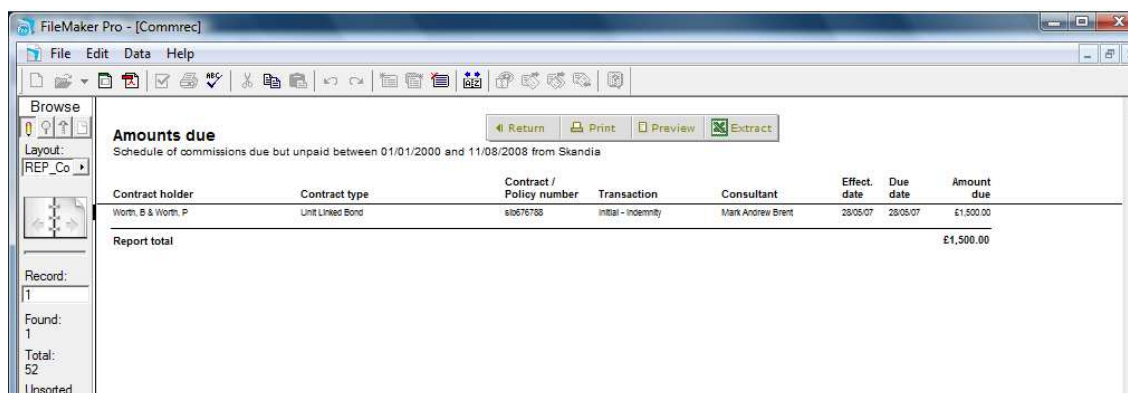 FileMaker Pro - [Commrec]
File Edit Data Help
Browse
Layout:
REP_Co
Record:
1
Found:
1
Total:
52
Unsorted
Return Print Preview Extract
Amounts due
Schedule of commissions due but unpaid between 01/01/2000 and 11/08/2008 from Skandia
Contract holder Contract type Contract / Policy number Transaction Consultant Effect. date Due date Amount due
Worth, B & Worth, P Unit Linked Bond slb676788 Initial - Indemnity Mark Andrew Brent 28/05/07 28/05/07 £1,500.00
Report total £1,500.00